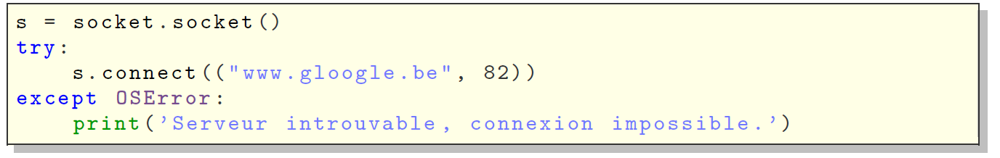 s = socket.socket()
try:
    s.connect(("www.gloogle.be", 82))
except OSError:
    print(’Serveur introuvable, connexion impossible.’)